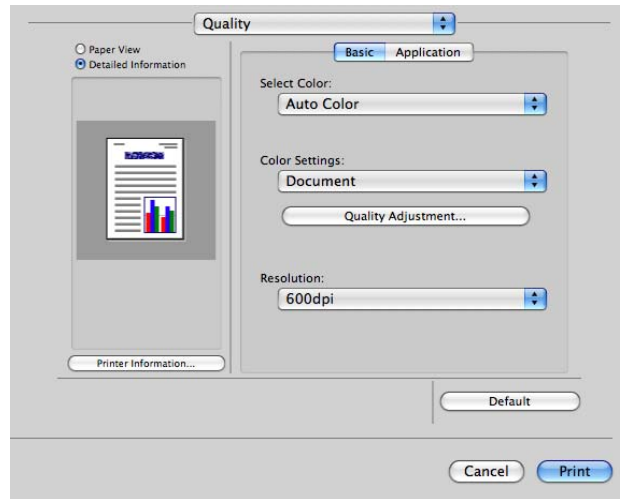 Quality
Paper View
Detailed Information
Basic Application
Select Color:
Auto Color
Color Settings:
Document
Quality Adjustment...
Resolution:
600dpi
Printer Information...
Default
Cancel Print